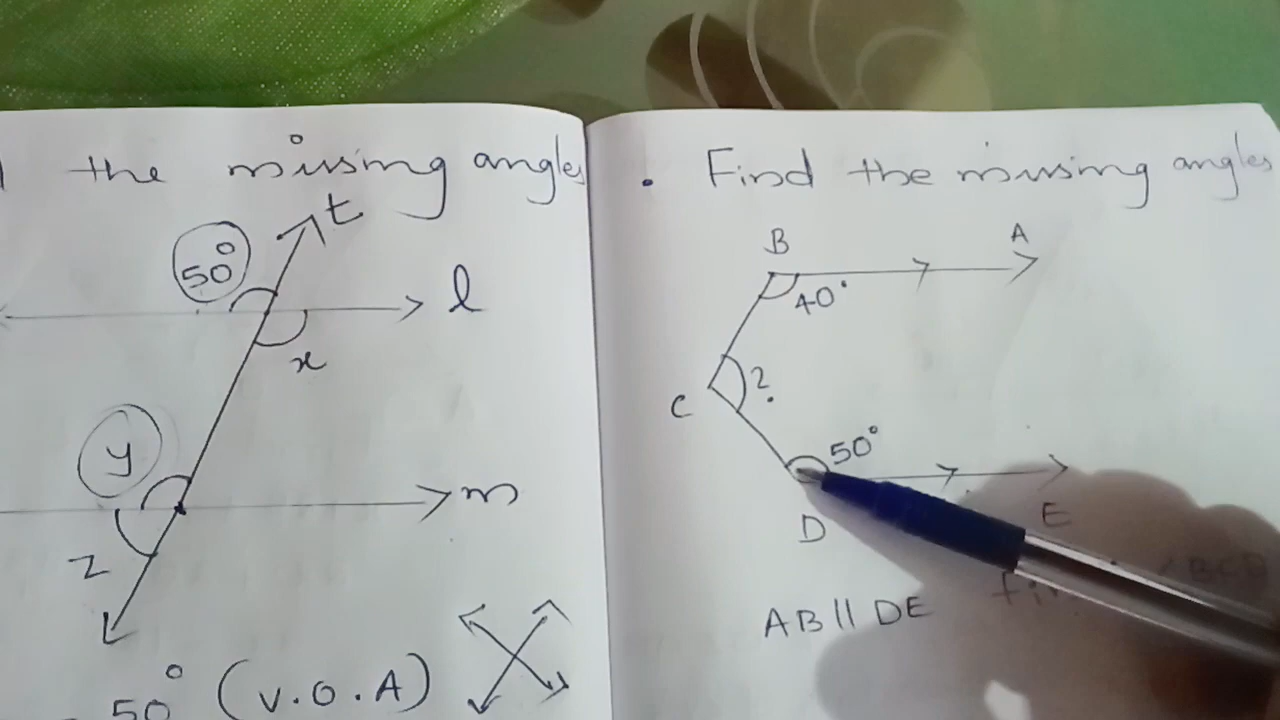 the missing angles
t
50°
l
x
y
m
z
50° (V.O.A)
. Find the missing angles
B
A
40°
C
?
50°
D
E
AB || DE